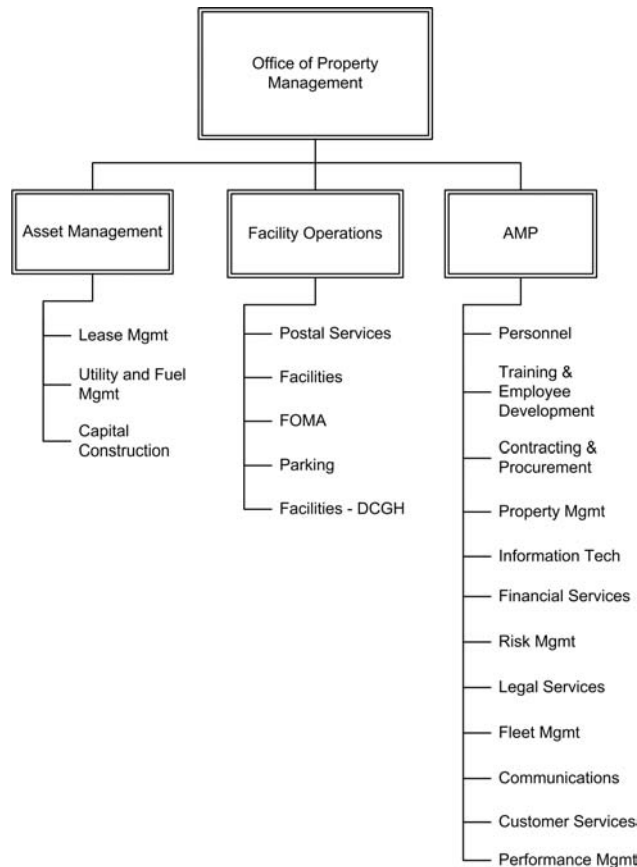 Office of Property
Management
Asset Management
Facility Operations
AMP
Lease Mgmt
Utility and Fuel
Mgmt
Capital
Construction
Postal Services
Facilities
FOMA
Parking
Facilities - DCGH
Personnel
Training &
Employee
Development
Contracting &
Procurement
Property Mgmt
Information Tech
Financial Services
Risk Mgmt
Legal Services
Fleet Mgmt
Communications
Customer Services
Performance Mgmt